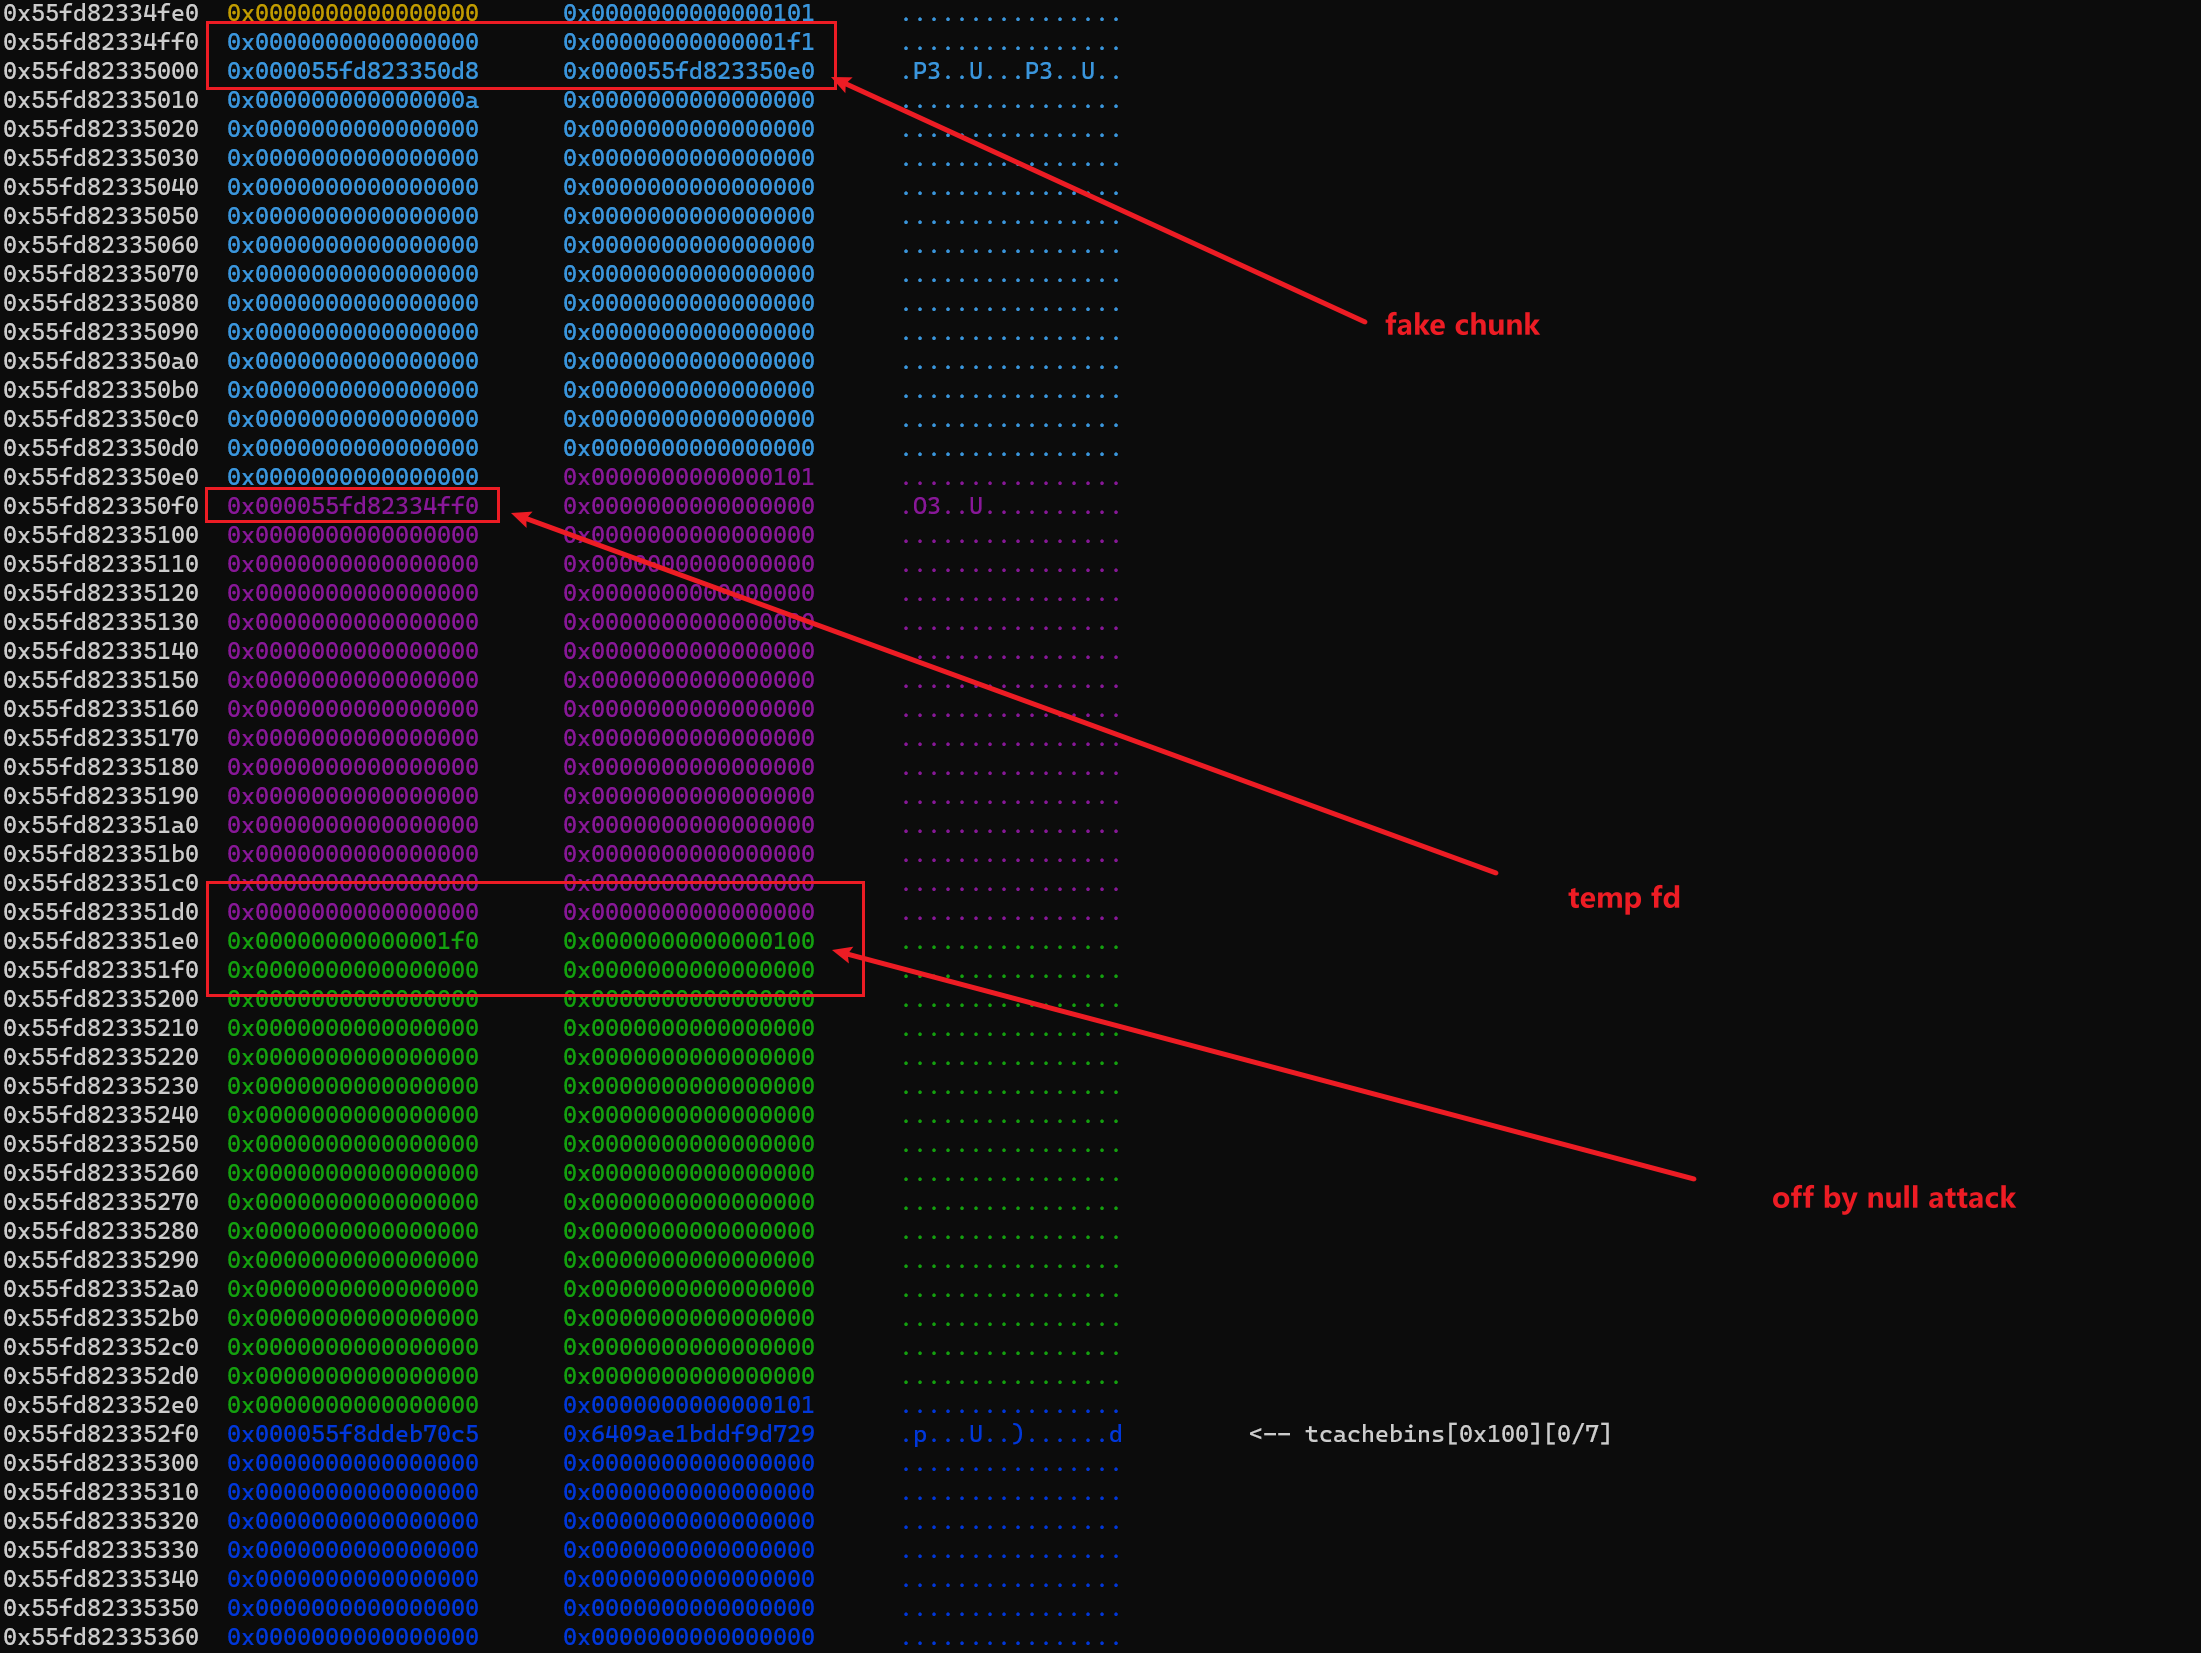 0x55fd82334fe0 0x0000000000000000 0x0000000000000101 ................
0x55fd82334ff0 0x0000000000000000 0x00000000000001f1 ................
0x55fd82335000 0x000055fd823350d8 0x000055fd823350e0 .P3..U...P3..U..
0x55fd82335010 0x000000000000000a 0x0000000000000000 ................
0x55fd82335020 0x0000000000000000 0x0000000000000000 ................
0x55fd82335030 0x0000000000000000 0x0000000000000000 ................
0x55fd82335040 0x0000000000000000 0x0000000000000000 ................
0x55fd82335050 0x0000000000000000 0x0000000000000000 ................
0x55fd82335060 0x0000000000000000 0x0000000000000000 ................
0x55fd82335070 0x0000000000000000 0x0000000000000000 ................
0x55fd82335080 0x0000000000000000 0x0000000000000000 ................
fake chunk
0x55fd82335090 0x0000000000000000 0x0000000000000000 ................
0x55fd823350a0 0x0000000000000000 0x0000000000000000 ................
0x55fd823350b0 0x0000000000000000 0x0000000000000000 ................
0x55fd823350c0 0x0000000000000000 0x0000000000000000 ................
0x55fd823350d0 0x0000000000000000 0x0000000000000000 ................
0x55fd823350e0 0x0000000000000000 0x0000000000000101 ................
0x55fd823350f0 0x000055fd82334ff0 0x0000000000000000 .O3..U..........
0x55fd82335100 0x0000000000000000 0x0000000000000000 ................
0x55fd82335110 0x0000000000000000 0x0000000000000000 ................
0x55fd82335120 0x0000000000000000 0x0000000000000000 ................
0x55fd82335130 0x0000000000000000 0x0000000000000000 ................
0x55fd82335140 0x0000000000000000 0x0000000000000000 ................
0x55fd82335150 0x0000000000000000 0x0000000000000000 ................
0x55fd82335160 0x0000000000000000 0x0000000000000000 ................
0x55fd82335170 0x0000000000000000 0x0000000000000000 ................
0x55fd82335180 0x0000000000000000 0x0000000000000000 ................
0x55fd82335190 0x0000000000000000 0x0000000000000000 ................
0x55fd823351a0 0x0000000000000000 0x0000000000000000 ................
0x55fd823351b0 0x0000000000000000 0x0000000000000000 ................
0x55fd823351c0 0x0000000000000000 0x0000000000000000 ................
temp fd
0x55fd823351d0 0x0000000000000000 0x0000000000000000 ................
0x55fd823351e0 0x00000000000001f0 0x0000000000000100 ................
0x55fd823351f0 0x0000000000000000 0x0000000000000000 ................
0x55fd82335200 0x0000000000000000 0x0000000000000000 ................
0x55fd82335210 0x0000000000000000 0x0000000000000000 ................
0x55fd82335220 0x0000000000000000 0x0000000000000000 ................
0x55fd82335230 0x0000000000000000 0x0000000000000000 ................
0x55fd82335240 0x0000000000000000 0x0000000000000000 ................
0x55fd82335250 0x0000000000000000 0x0000000000000000 ................
0x55fd82335260 0x0000000000000000 0x0000000000000000 ................
0x55fd82335270 0x0000000000000000 0x0000000000000000 ................
off by null attack
0x55fd82335280 0x0000000000000000 0x0000000000000000 ................
0x55fd82335290 0x0000000000000000 0x0000000000000000 ................
0x55fd823352a0 0x0000000000000000 0x0000000000000000 ................
0x55fd823352b0 0x0000000000000000 0x0000000000000000 ................
0x55fd823352c0 0x0000000000000000 0x0000000000000000 ................
0x55fd823352d0 0x0000000000000000 0x0000000000000000 ................
0x55fd823352e0 0x0000000000000000 0x0000000000000101 ................
0x55fd823352f0 0x000055f8ddeb70c5 0x6409ae1bddf9d729 .p...U..)......d <-- tcachebins[0x100][0/7]
0x55fd82335300 0x0000000000000000 0x0000000000000000 ................
0x55fd82335310 0x0000000000000000 0x0000000000000000 ................
0x55fd82335320 0x0000000000000000 0x0000000000000000 ................
0x55fd82335330 0x0000000000000000 0x0000000000000000 ................
0x55fd82335340 0x0000000000000000 0x0000000000000000 ................
0x55fd82335350 0x0000000000000000 0x0000000000000000 ................
0x55fd82335360 0x0000000000000000 0x0000000000000000 ................